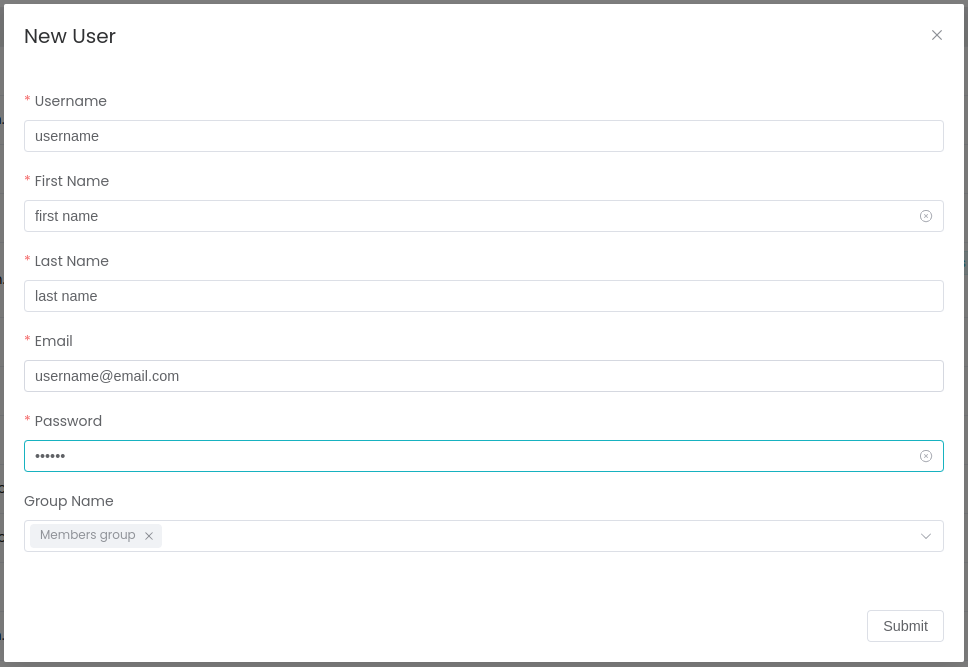 New User
* Username
username
* First Name
first name
* Last Name
last name
* Email
username@email.com
* Password
••••••
Group Name
Members group
Submit